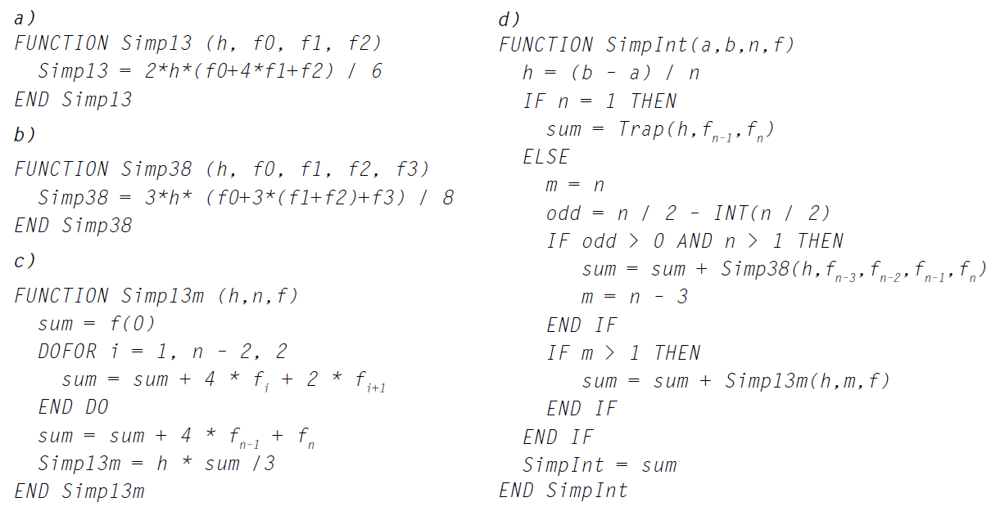 a)
FUNCTION Simp13 (h, f0, f1, f2)
Simp13 = 2*h*(f0+4*f1+f2) / 6
END Simp13
b)
FUNCTION Simp38 (h, f0, f1, f2, f3)
Simp38 = 3*h* (f0+3*(f1+f2)+f3) / 8
END Simp38
c)
FUNCTION Simp13m (h,n,f)
sum = f(0)
DOFOR i = 1, n - 2, 2
sum = sum + 4 * f_i + 2 * f_{i+1}
END DO
sum = sum + 4 * f_{n-1} + f_n
Simp13m = h * sum /3
END Simp13m
d)
FUNCTION SimpInt(a,b,n,f)
h = (b - a) / n
IF n = 1 THEN
sum = Trap(h,f_{n-1},f_n)
ELSE
m = n
odd = n / 2 - INT(n / 2)
IF odd > 0 AND n > 1 THEN
sum = sum + Simp38(h,f_{n-3},f_{n-2},f_{n-1},f_n)
m = n - 3
END IF
IF m > 1 THEN
sum = sum + Simp13m(h,m,f)
END IF
END IF
SimpInt = sum
END SimpInt